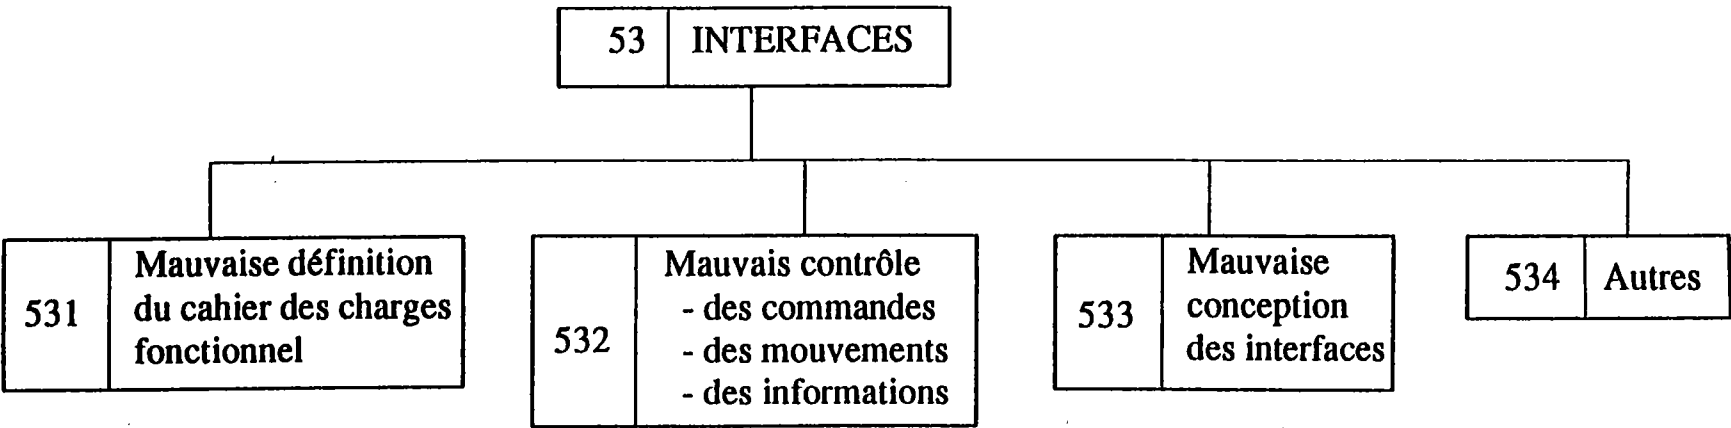 53 INTERFACES
531
Mauvaise définition
du cahier des charges
fonctionnel
532
Mauvais contrôle
- des commandes
- des mouvements
- des informations
533
Mauvaise
conception
des interfaces
534 Autres